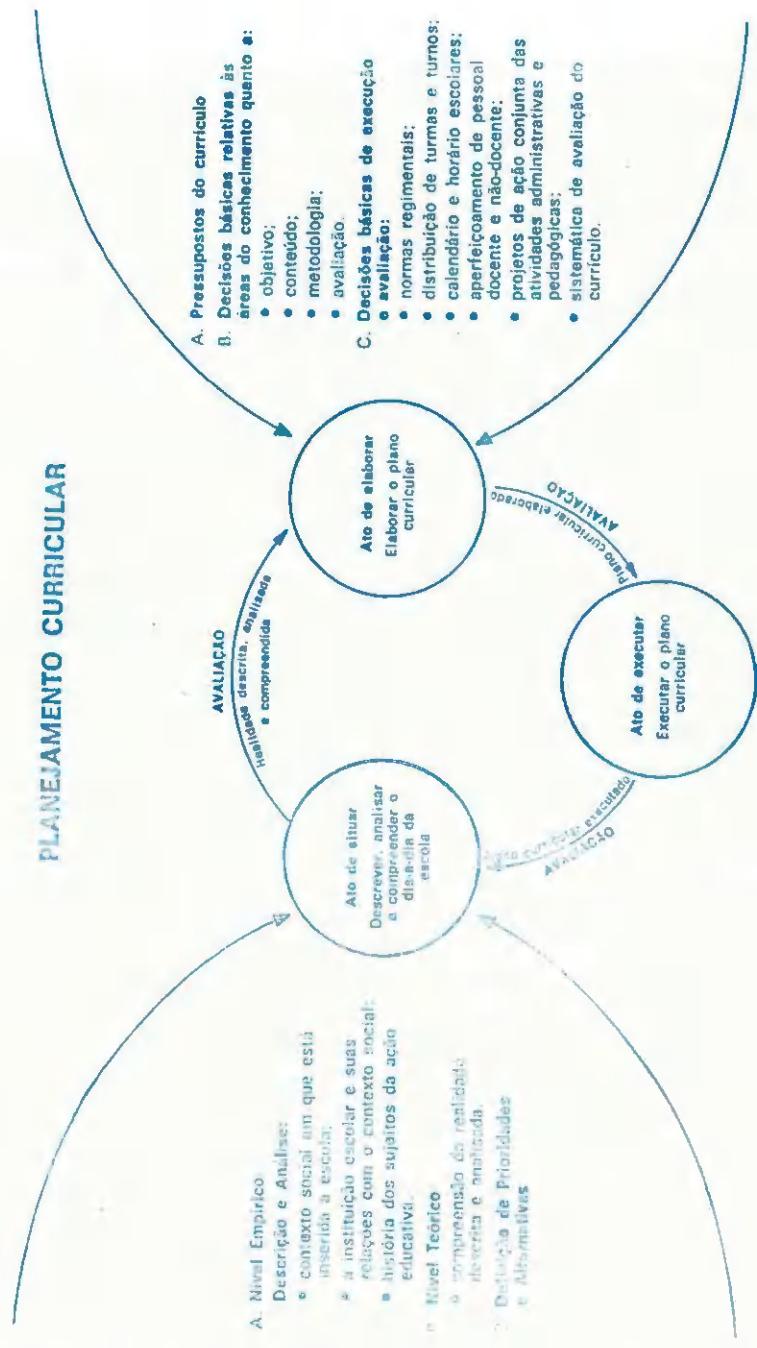 PLANEJAMENTO CURRICULAR
A. Nível Empírico
Descrição e Análise:
• contexto social em que está
inserida a escola;
• a instituição escolar e suas
relações com o contexto social;
• história dos sujeitos da ação
educativa.
Nível Teórico
• compreensão da realidade
descrita e analisada.
Definição de Prioridades
e Alternativas
Ato de situar
Descrever, analisar
e compreender o
dia-a-dia da
escola
AVALIAÇÃO
Realidade descrita, analisada
e compreendida
Ato de elaborar
Elaborar o plano
curricular
AVALIAÇÃO
Plano curricular elaborado
Ato de executar
Executar o plano
curricular
Plano curricular executado
AVALIAÇÃO
A. Pressupostos do currículo
B. Decisões básicas relativas às
áreas do conhecimento quanto a:
• objetivo;
• conteúdo;
• metodologia;
• avaliação.
C. Decisões básicas de execução
e avaliação:
• normas regimentais;
• distribuição de turmas e turnos;
• calendário e horário escolares;
• aperfeiçoamento de pessoal
docente e não-docente;
• projetos de ação conjunta das
atividades administrativas e
pedagógicas;
• sistemática de avaliação do
currículo.